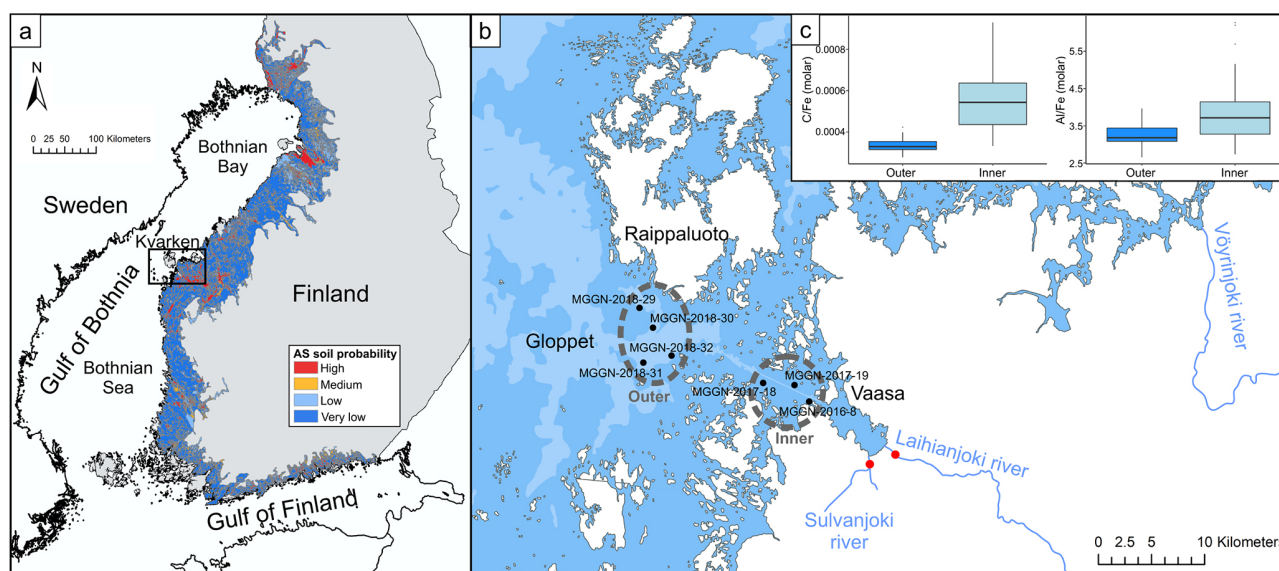 a
N
0 25 50 100 Kilometers
Bothnian
Bay
Sweden
Kvarken
Gulf of Bothnia
Finland
Bothnian
Sea
AS soil probability
High
Medium
Low
Very low
Gulf of Finland
b
Raippaluoto
MGGN-2018-29
MGGN-2018-30
Gloppet
MGGN-2018-32
MGGN-2018-31
Outer
MGGN-2017-19
MGGN-2017-18
MGGN-2016-8
Inner
Vaasa
Vöyrinjoki river
Laihianjoki river
Sulvanjoki
river
0 2.5 5 10 Kilometers
c
C/Fe (molar)
0.0008
0.0006
0.0004
Outer Inner
Al/Fe (molar)
5.5
4.5
3.5
2.5
Outer Inner